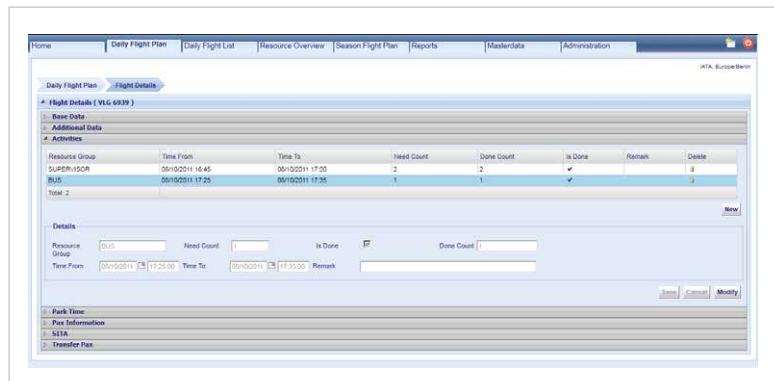 Home Daily Flight Plan Daily Flight List Resource Overview Season Flight Plan Reports Masterdata Administration
IATA, Europe/Berlin
Daily Flight Plan Flight Details
Flight Details ( VLG 6939 )
Base Data
Additional Data
Activities
Resource Group Time From Time To Need Count Done Count Is Done Remark Delete
SUPERVISOR 06/10/2011 16:45 06/10/2011 17:00 2 2
BUS 06/10/2011 17:25 06/10/2011 17:35 1 1
Total: 2
New
Details
Resource Group BUS Need Count 1 Is Done Done Count 1
Time From 06/10/2011 17:25:00 Time To 06/10/2011 17:35:00 Remark
Save Cancel Modify
Park Time
Pax Information
SITA
Transfer Pax